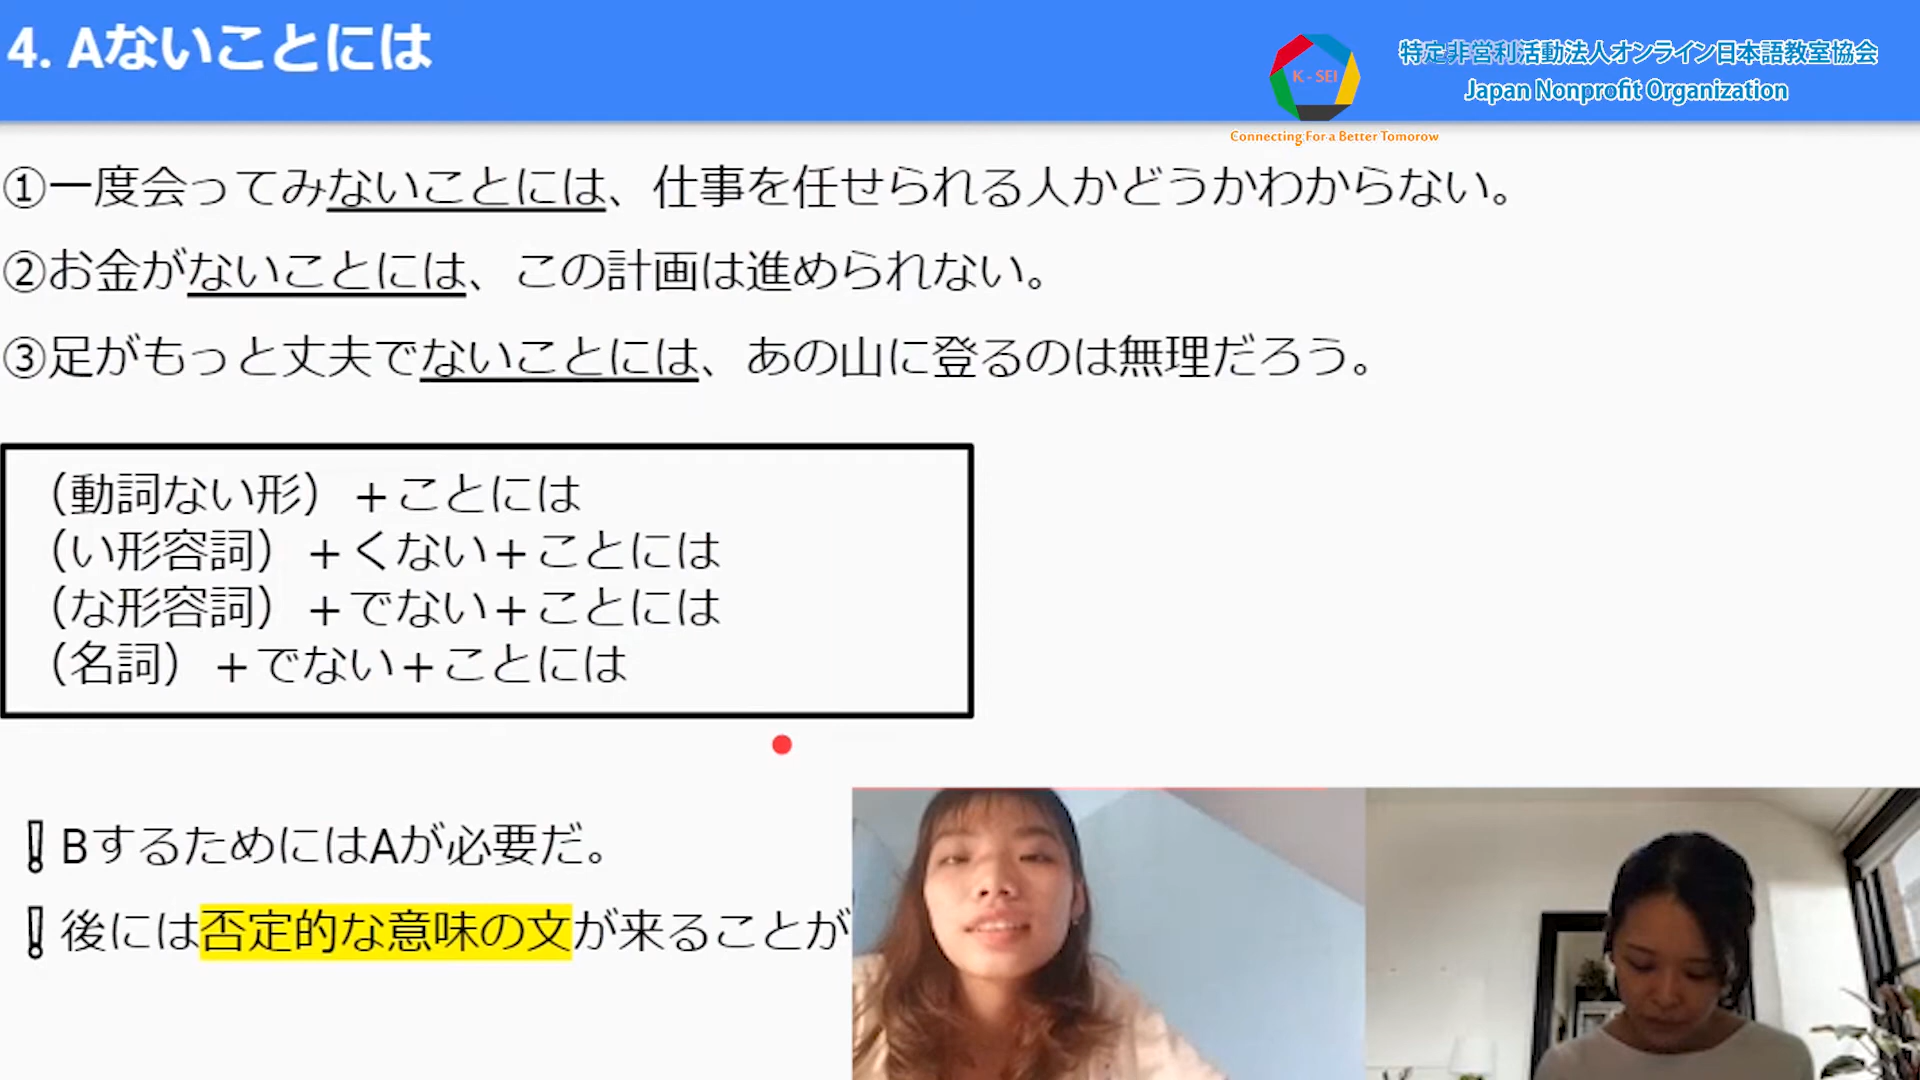 4. Aないことには
K - SEI
特定非営利活動法人オンライン日本語教室協会
Japan Nonprofit Organization
Connecting For a Better Tomorow
①一度会ってみないことには、仕事を任せられる人かどうかわからない。
②お金がないことには、この計画は進められない。
③足がもっと丈夫でないことには、あの山に登るのは無理だろう。
（動詞ない形）＋ことには
（い形容詞）＋くない＋ことには
（な形容詞）＋でない＋ことには
（名詞）＋でない＋ことには
❕BするためにはAが必要だ。
❕後には否定的な意味の文が来ることが